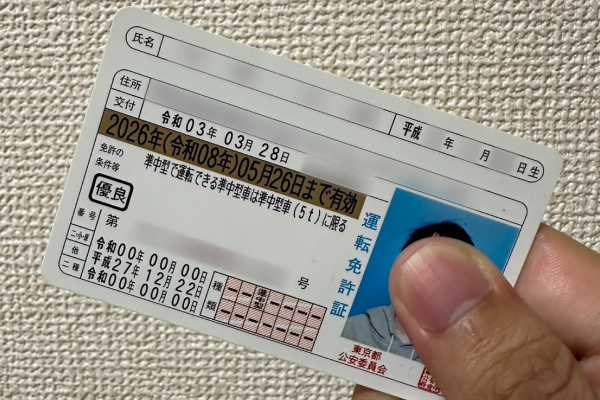 氏名
平成 年 月 日生
住所
交付 令和03年 03月 28日
2026年(令和08年)05月26日まで有効
免許の
条件等
準中型で運転できる準中型車は準中型車(5t)に限る
優良
番号 第 号
二・小・原 令和00年 00月 00日
他 平成27年 12月 22日
二種 令和00年 00月 00日
種類
準中型
運転免許証
東京都
公安委員会